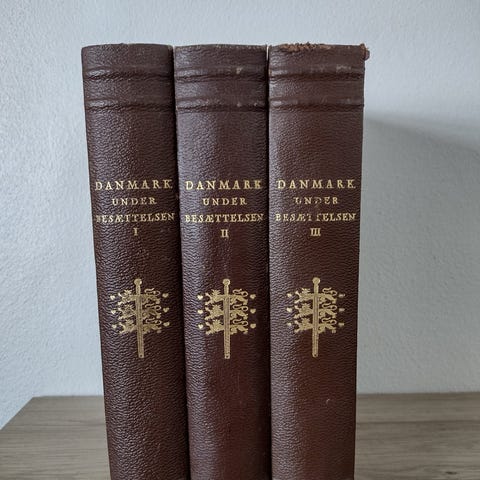 DANMARK
UNDER
BESÆTTELSEN
I
DANMARK
UNDER
BESÆTTELSEN
II
DANMARK
UNDER
BESÆTTELSEN
III